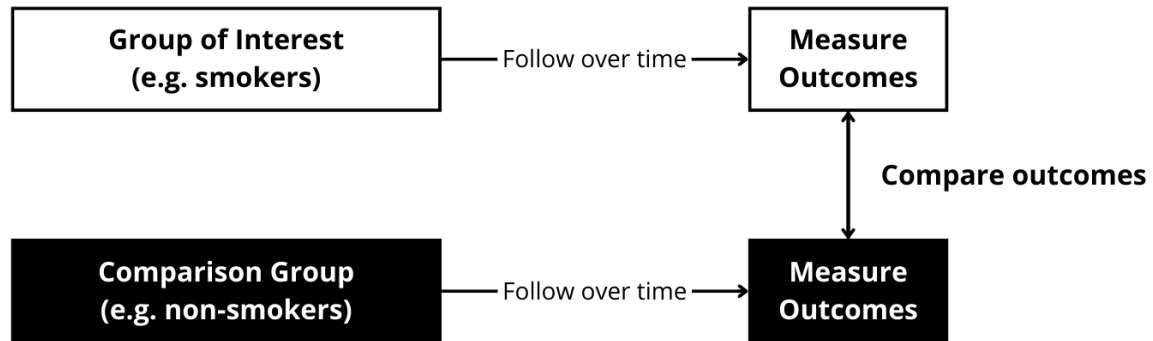 Group of Interest
(e.g. smokers)
Follow over time
Measure
Outcomes
Compare outcomes
Comparison Group
(e.g. non-smokers)
Follow over time
Measure
Outcomes